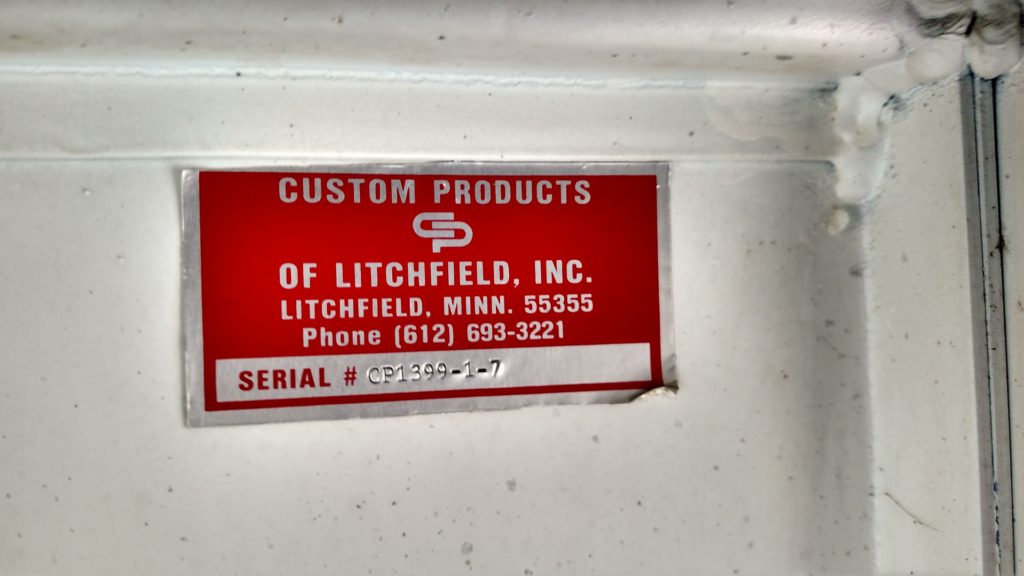 CUSTOM PRODUCTS
CP
OF LITCHFIELD, INC.
LITCHFIELD, MINN. 55355
Phone (612) 693-3221
SERIAL # CP1399-1-7